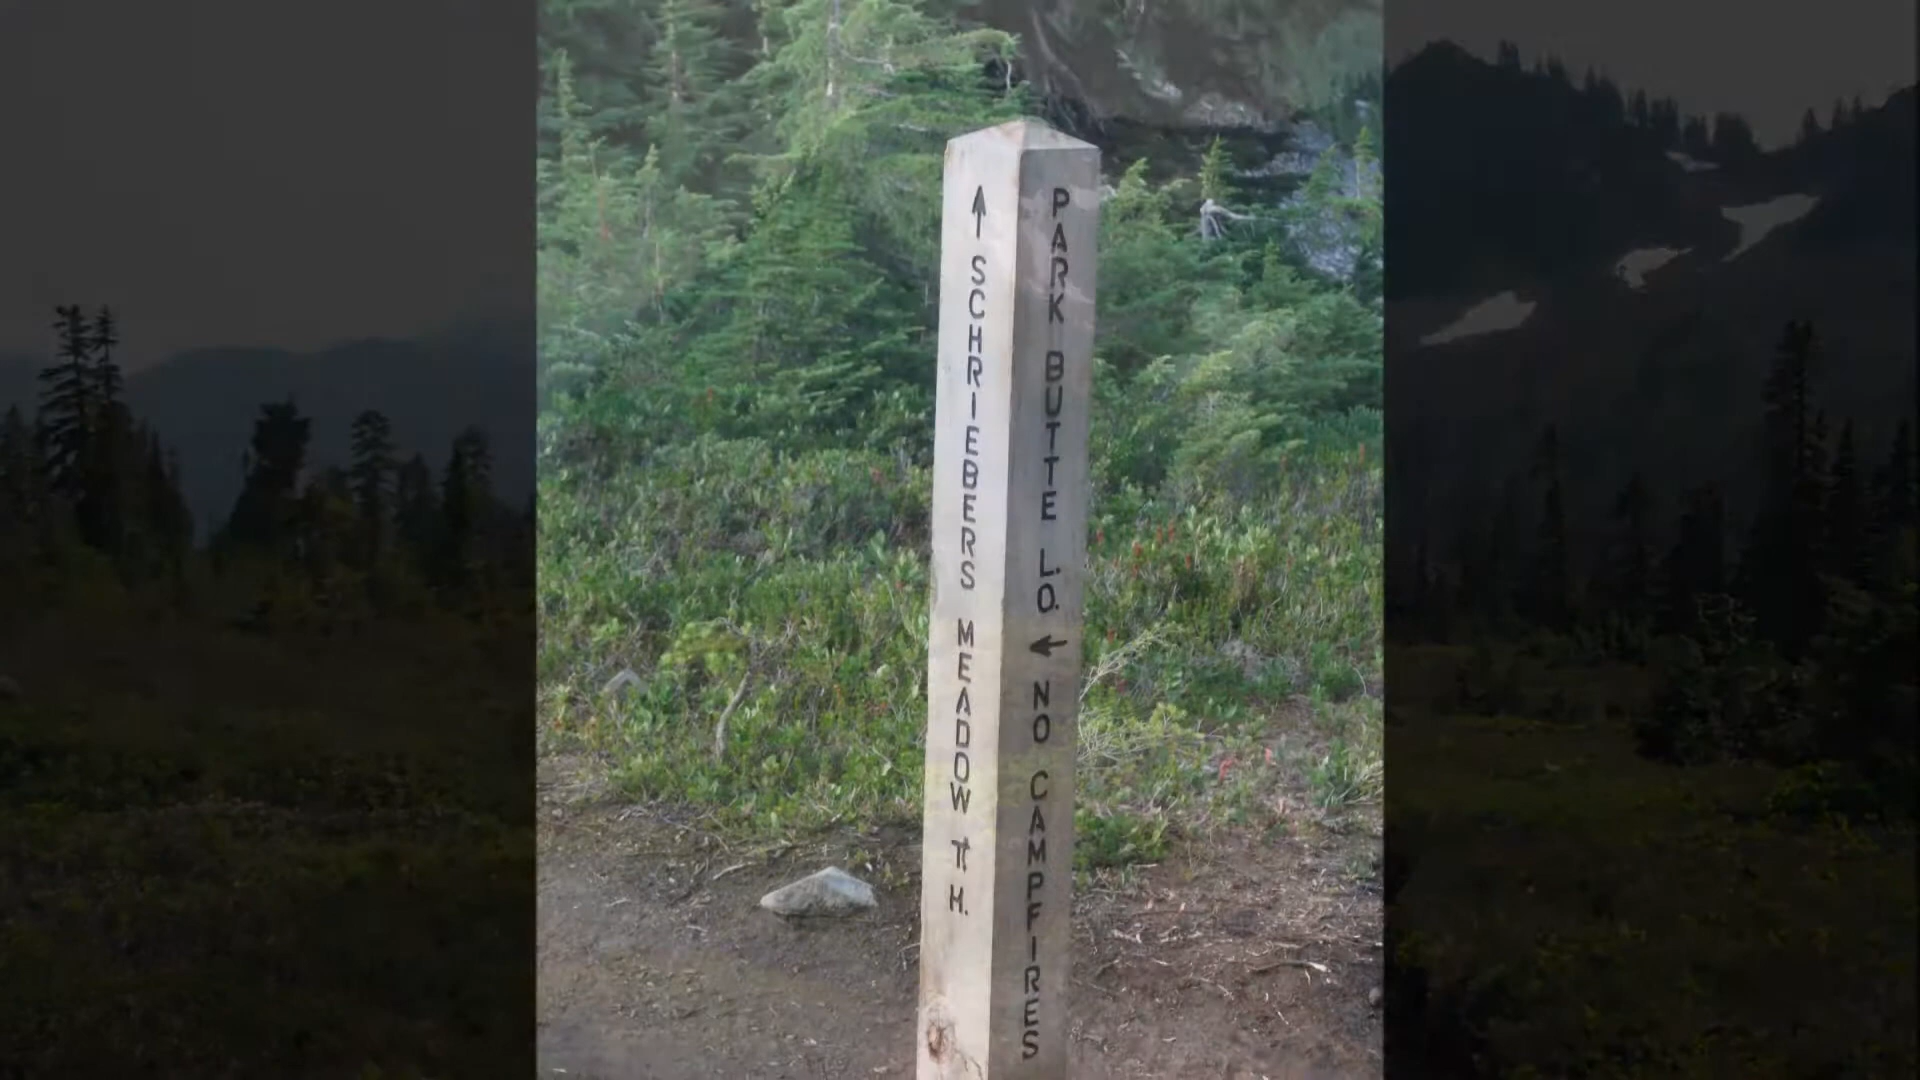 ↑ SCHRIEBERS MEADOW T.H.
PARK BUTTE L.O. ← NO CAMPFIRES